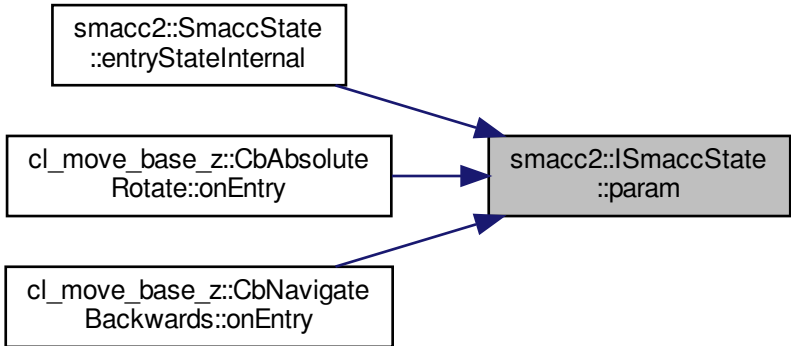 smacc2::SmaccState
::entryStateInternal
cl_move_base_z::CbAbsolute
Rotate::onEntry
smacc2::ISmaccState
::param
cl_move_base_z::CbNavigate
Backwards::onEntry